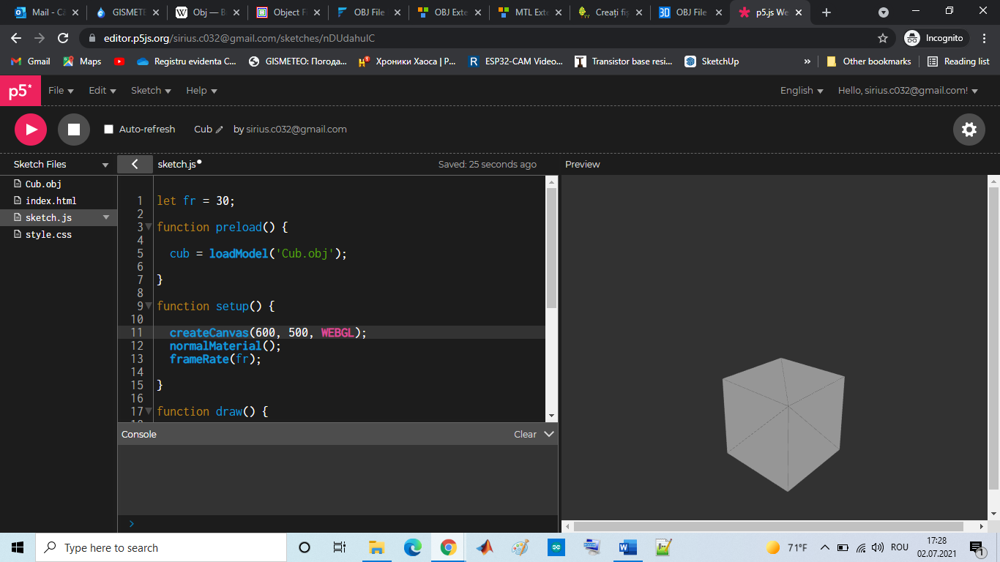 Mail - Că
GISMETE
Obj — B
Object Fi
OBJ File
OBJ Exte
MTL Exte
Creați fiș
OBJ File
p5.js We
editor.p5js.org/sirius.c032@gmail.com/sketches/nDUdahulC
Incognito
Gmail
Maps
Registru evidenta C...
GISMETEO: Погода...
Хроники Хаоса | Р...
ESP32-CAM Video...
Transistor base resi...
SketchUp
»
Other bookmarks
Reading list
p5*
File
Edit
Sketch
Help
English
Hello, sirius.c032@gmail.com!
Auto-refresh
Cub
by sirius.c032@gmail.com
Sketch Files
sketch.js
Saved: 25 seconds ago
Preview
Cub.obj
index.html
sketch.js
style.css
1 let fr = 30;
2
3 function preload() {
4
5 cub = loadModel('Cub.obj');
6
7 }
8
9 function setup() {
10
11 createCanvas(600, 500, WEBGL);
12 normalMaterial();
13 frameRate(fr);
14
15 }
16
17 function draw() {
Console
Clear
>
Type here to search
71°F
ROU
17:28
02.07.2021
1